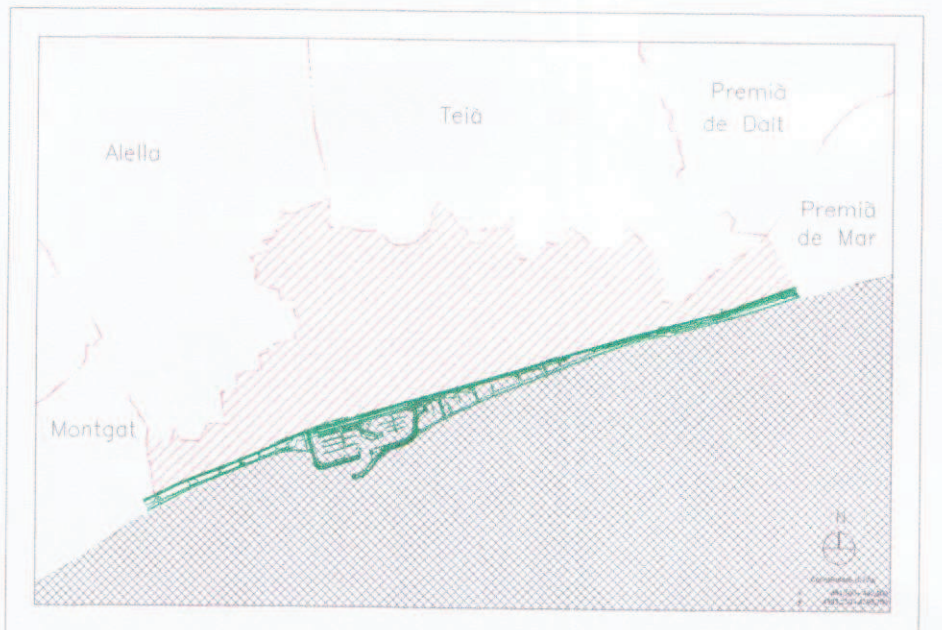 Teià
Premià
de Dalt
Alella
Premià
de Mar
Montgat
N